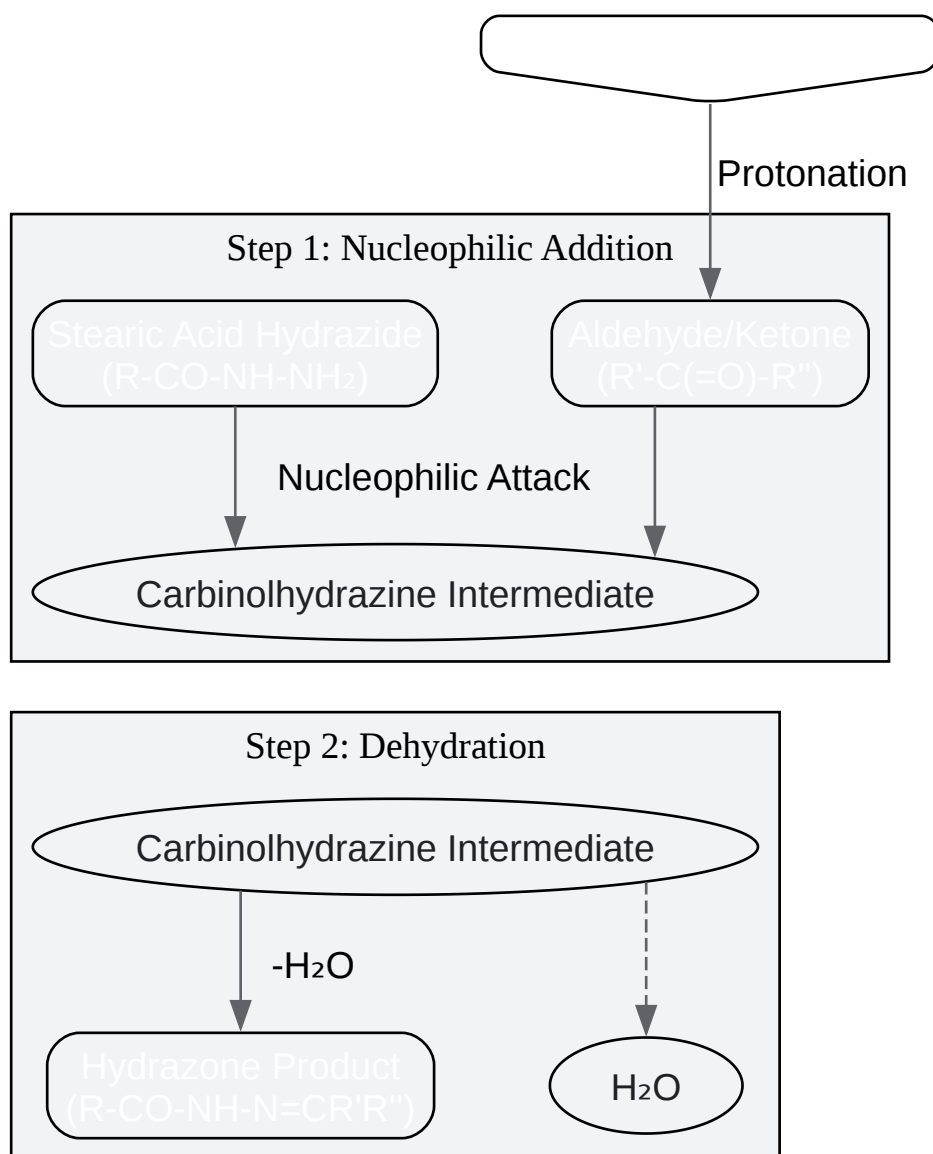 Protonation
Step 1: Nucleophilic Addition
Stearic Acid Hydrazide
(R-CO-NH-NH₂)
Aldehyde/Ketone
(R'-C(=O)-R'')
Nucleophilic Attack
Carbinolhydrazine Intermediate
Step 2: Dehydration
Carbinolhydrazine Intermediate
-H₂O
Hydrazone Product
(R-CO-NH-N=CR'R'')
H₂O